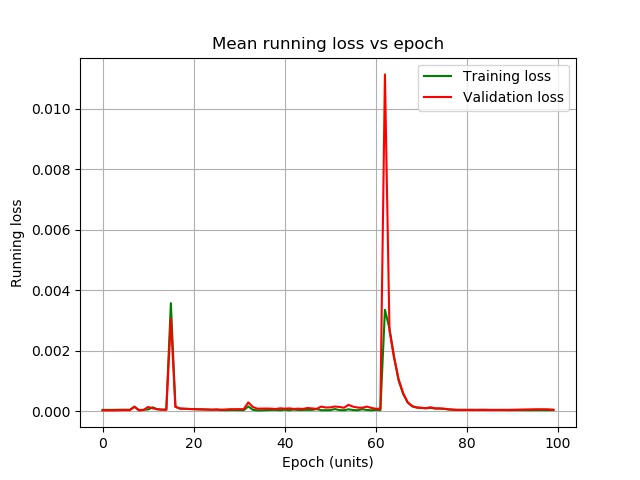 Mean running loss vs epoch
Training loss
Validation loss
0.010
0.008
0.006
0.004
0.002
0.000
Running loss
0 20 40 60 80 100
Epoch (units)